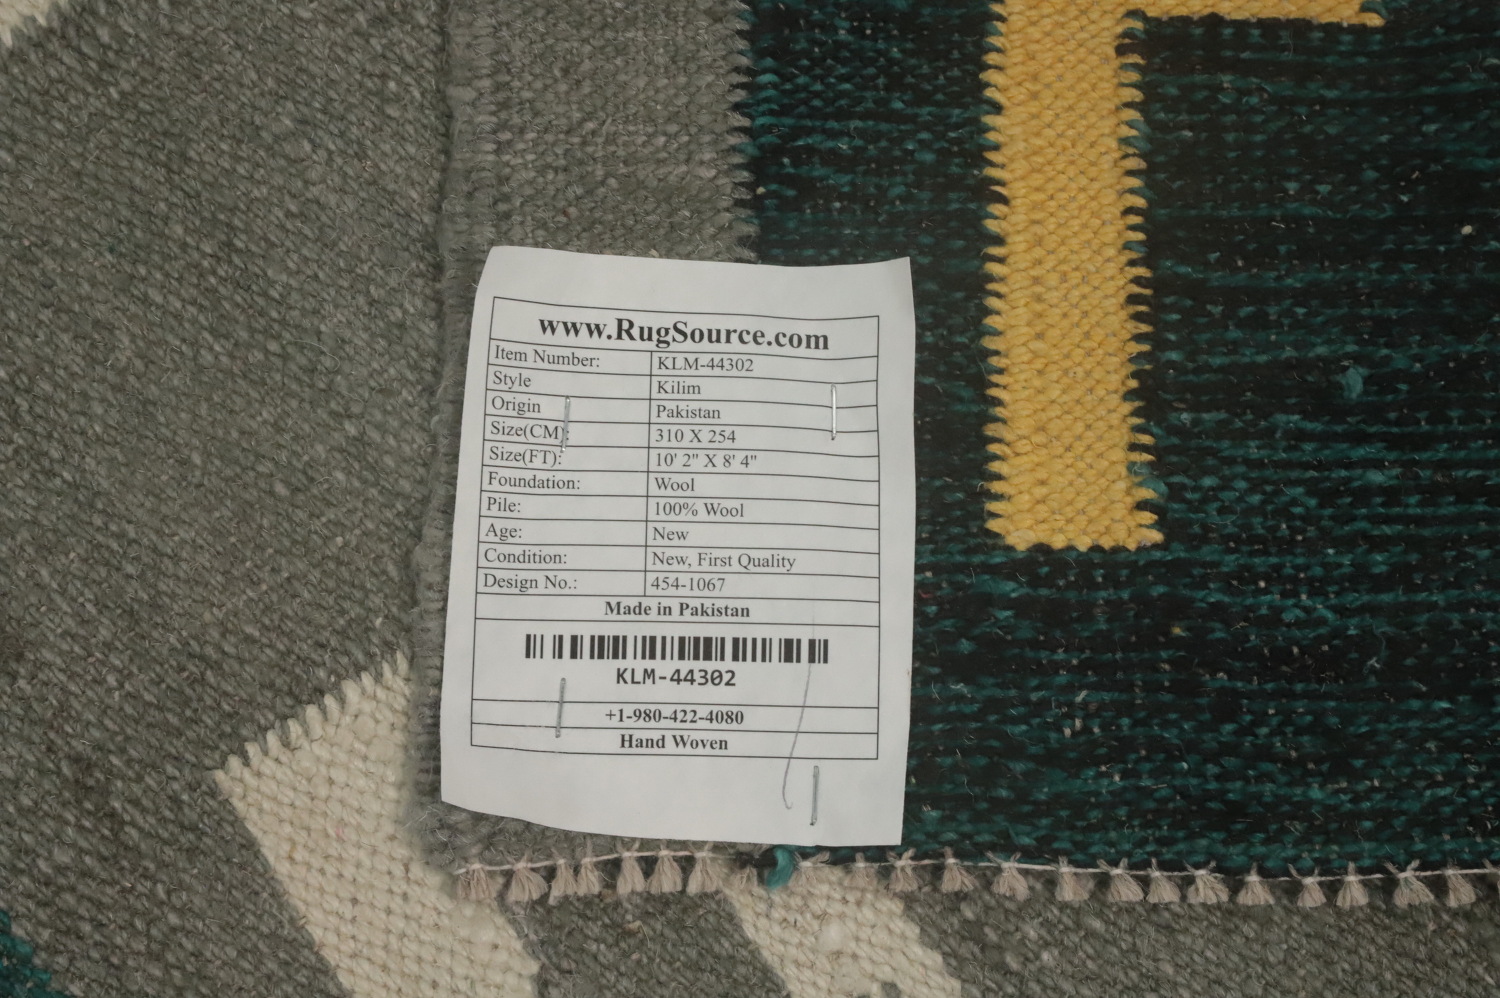 www.RugSource.com
Item Number: KLM-44302
Style Kilim
Origin Pakistan
Size(CM): 310 X 254
Size(FT): 10' 2" X 8' 4"
Foundation: Wool
Pile: 100% Wool
Age: New
Condition: New, First Quality
Design No.: 454-1067
Made in Pakistan
KLM-44302
+1-980-422-4080
Hand Woven